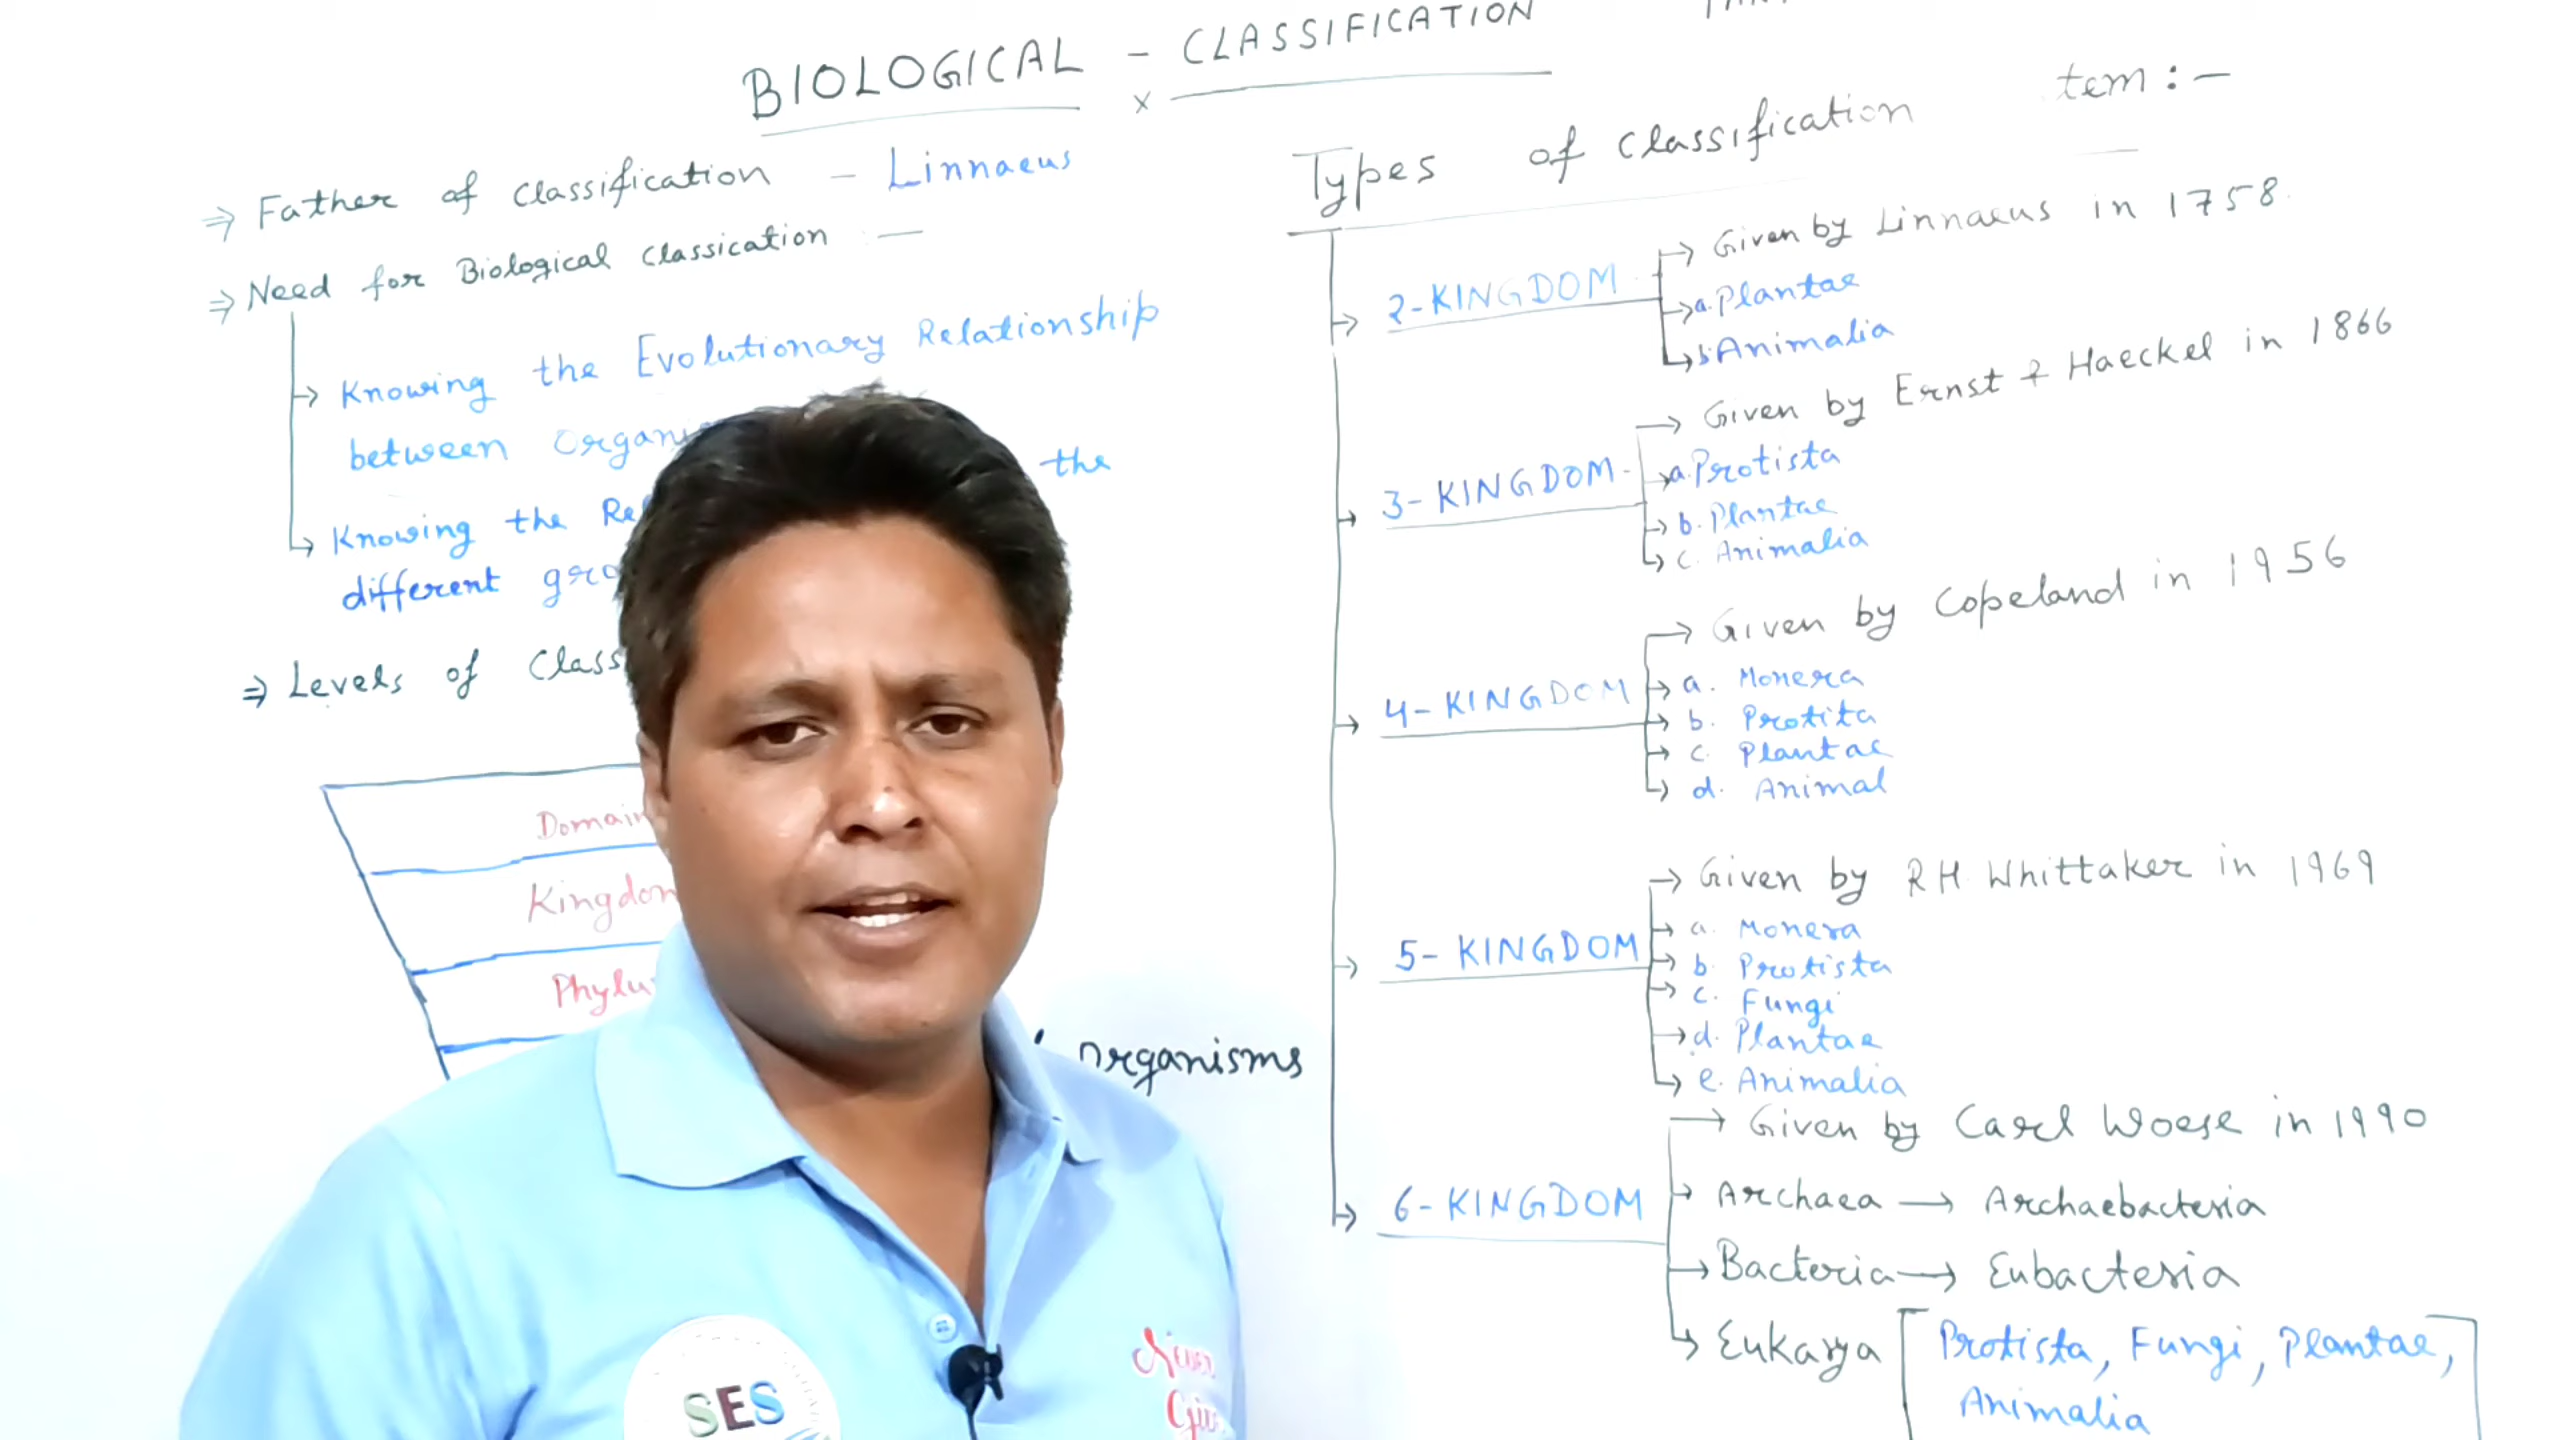 BIOLOGICAL - CLASSIFICATION
⇒ Father of classification - Linnaeus
⇒ Need for Biological classication :-
→ Knowing the Evolutionary Relationship
between
the
→ Knowing the
different
⇒ Levels of
Domain
Kingdom
organisms
Types of classification tem :-
→ 2-KINGDOM
→ Given by Linnaeus in 1758.
→ a. Plantae
→ b. Animalia
→ 3-KINGDOM
→ Given by Ernst & Haeckel in 1866
→ a. Protista
→ b. Plantae
→ c. Animalia
→ 4-KINGDOM
→ Given by Copeland in 1956
→ a. Monera
→ b. Protita
→ c. Plantae
→ d. Animal
→ 5-KINGDOM
→ Given by RH Whittaker in 1969
→ a. Monera
→ b. Protista
→ c. Fungi
→ d. Plantae
→ e. Animalia
→ 6-KINGDOM
→ Given by Carl Woese in 1990
→ Archaea → Archaebacteria
→ Bacteria → Eubacteria
→ Eukarya [Protista, Fungi, Plantae,
Animalia]
SES
Never